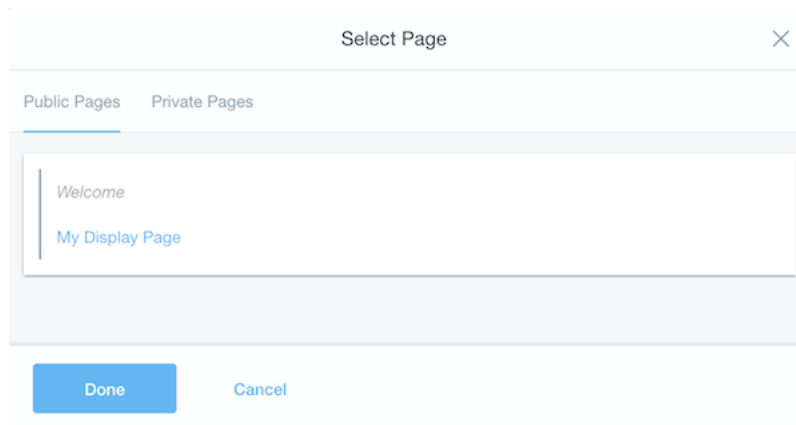 Select Page
Public Pages Private Pages
Welcome
My Display Page
Done Cancel